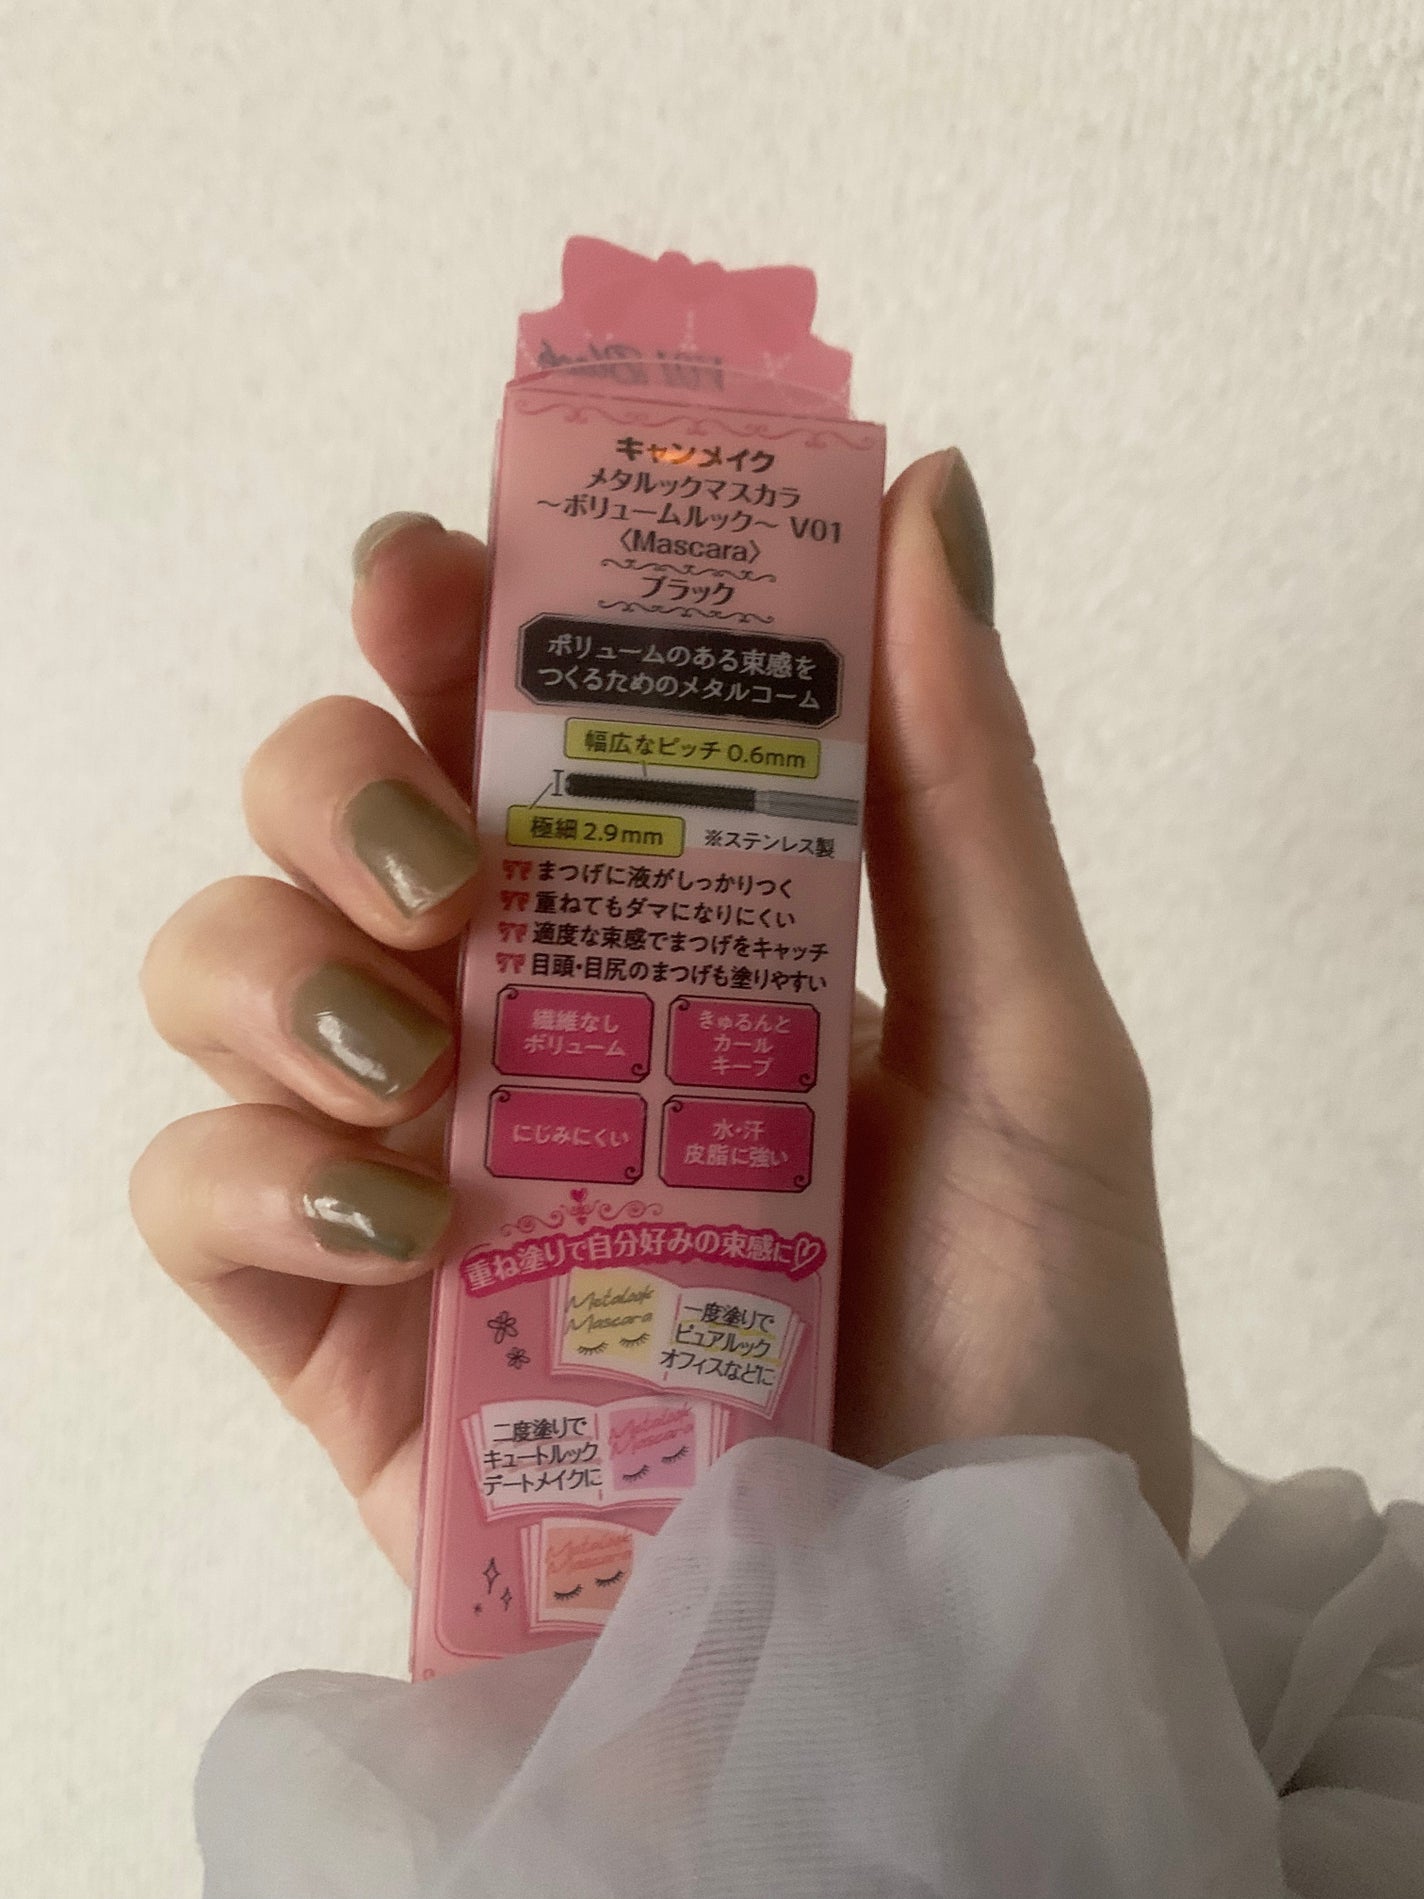 V01 Black
キャンメイク
メタルックマスカラ
～ボリュームルック～ V01
〈Mascara〉
ブラック
ボリュームのある束感を
つくるためのメタルコーム
幅広なピッチ 0.6mm
極細 2.9mm
※ステンレス製
まつげに液がしっかりつく
重ねてもダマになりにくい
適度な束感でまつげをキャッチ
目頭・目尻のまつげも塗りやすい
繊維なし
ボリューム
きゅるんと
カール
キープ
にじみにくい
水・汗
皮脂に強い
重ね塗りで自分好みの束感に♡
Metalook
Mascara
一度塗りで
ピュアルック
オフィスなどに
二度塗りで
キュートルック
デートメイクに
Metalook
Mascara
Metalook
Mascara